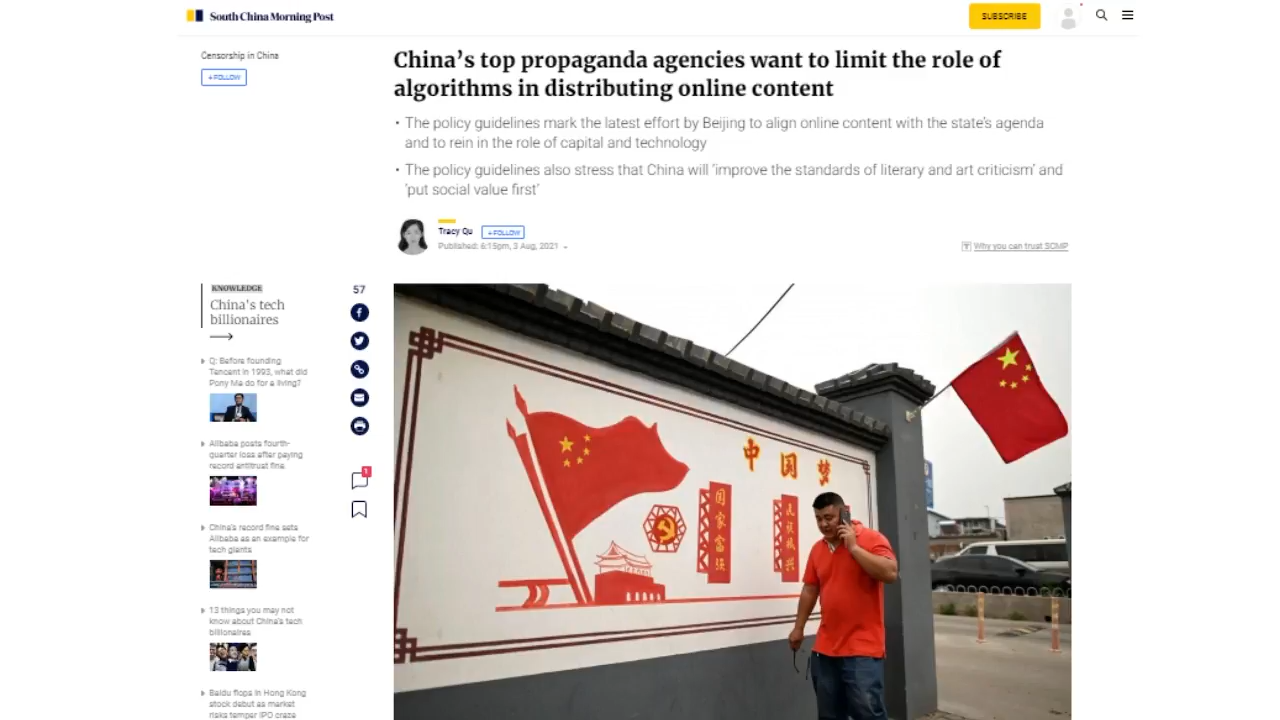 South China Morning Post
SUBSCRIBE
Censorship in China
+ FOLLOW
China's top propaganda agencies want to limit the role of
algorithms in distributing online content
• The policy guidelines mark the latest effort by Beijing to align online content with the state's agenda
and to rein in the role of capital and technology
• The policy guidelines also stress that China will 'improve the standards of literary and art criticism' and
'put social value first'
Tracy Qu
+ FOLLOW
Published: 6:15pm, 3 Aug, 2021
Why you can trust SCMP
KNOWLEDGE
China's tech
billionaires
Q: Before founding
Tencent in 1993, what did
Pony Ma do for a living?
Alibaba posts fourth-
quarter loss after paying
record antitrust fine
China's record fine sets
Alibaba as an example for
tech giants
13 things you may not
know about China's tech
billionaires
Baidu flops in Hong Kong
stock debut as market
risks temper IPO craze
57
1
中国梦
国家富强
民族振兴